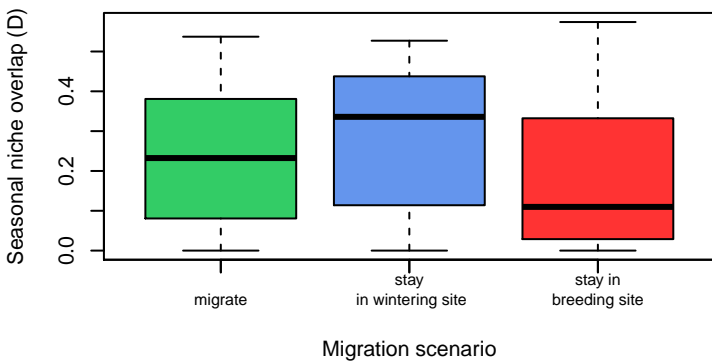 Seasonal niche overlap (D)
0.4
0.2
0.0
migrate
stay
in wintering site
stay in
breeding site
Migration scenario